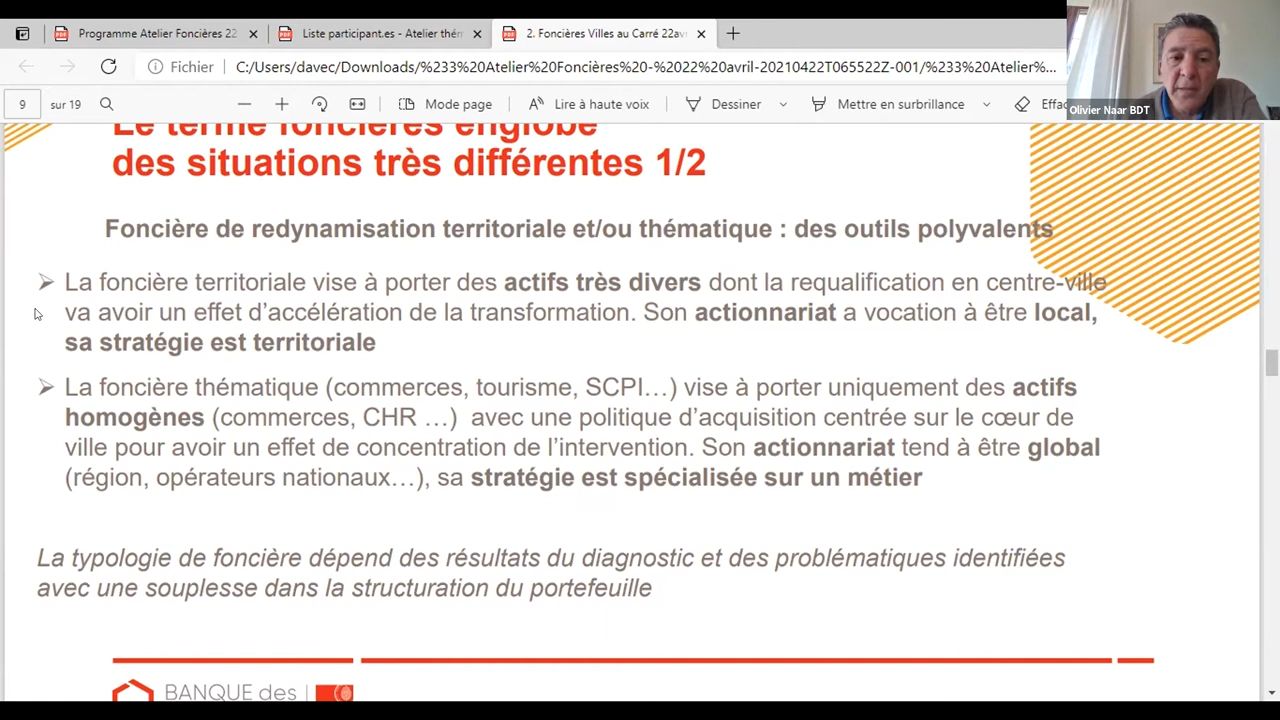 Programme Atelier Foncières 22
Liste participant.es - Atelier thém
2. Foncières Villes au Carré 22avr
Fichier
C:/Users/davec/Downloads/%233%20Atelier%20Foncières%20-%2022%20avril-20210422T065522Z-001/%233%20Atelier%...
9 sur 19
Mode page
Lire à haute voix
Dessiner
Mettre en surbrillance
Effa
Olivier Naar BDT
Le terme foncières englobe
des situations très différentes 1/2
Foncière de redynamisation territoriale et/ou thématique : des outils polyvalents
La foncière territoriale vise à porter des actifs très divers dont la requalification en centre-ville
va avoir un effet d’accélération de la transformation. Son actionnariat a vocation à être local,
sa stratégie est territoriale
La foncière thématique (commerces, tourisme, SCPI…) vise à porter uniquement des actifs
homogènes (commerces, CHR …) avec une politique d’acquisition centrée sur le cœur de
ville pour avoir un effet de concentration de l’intervention. Son actionnariat tend à être global
(région, opérateurs nationaux…), sa stratégie est spécialisée sur un métier
La typologie de foncière dépend des résultats du diagnostic et des problématiques identifiées
avec une souplesse dans la structuration du portefeuille
BANQUE des